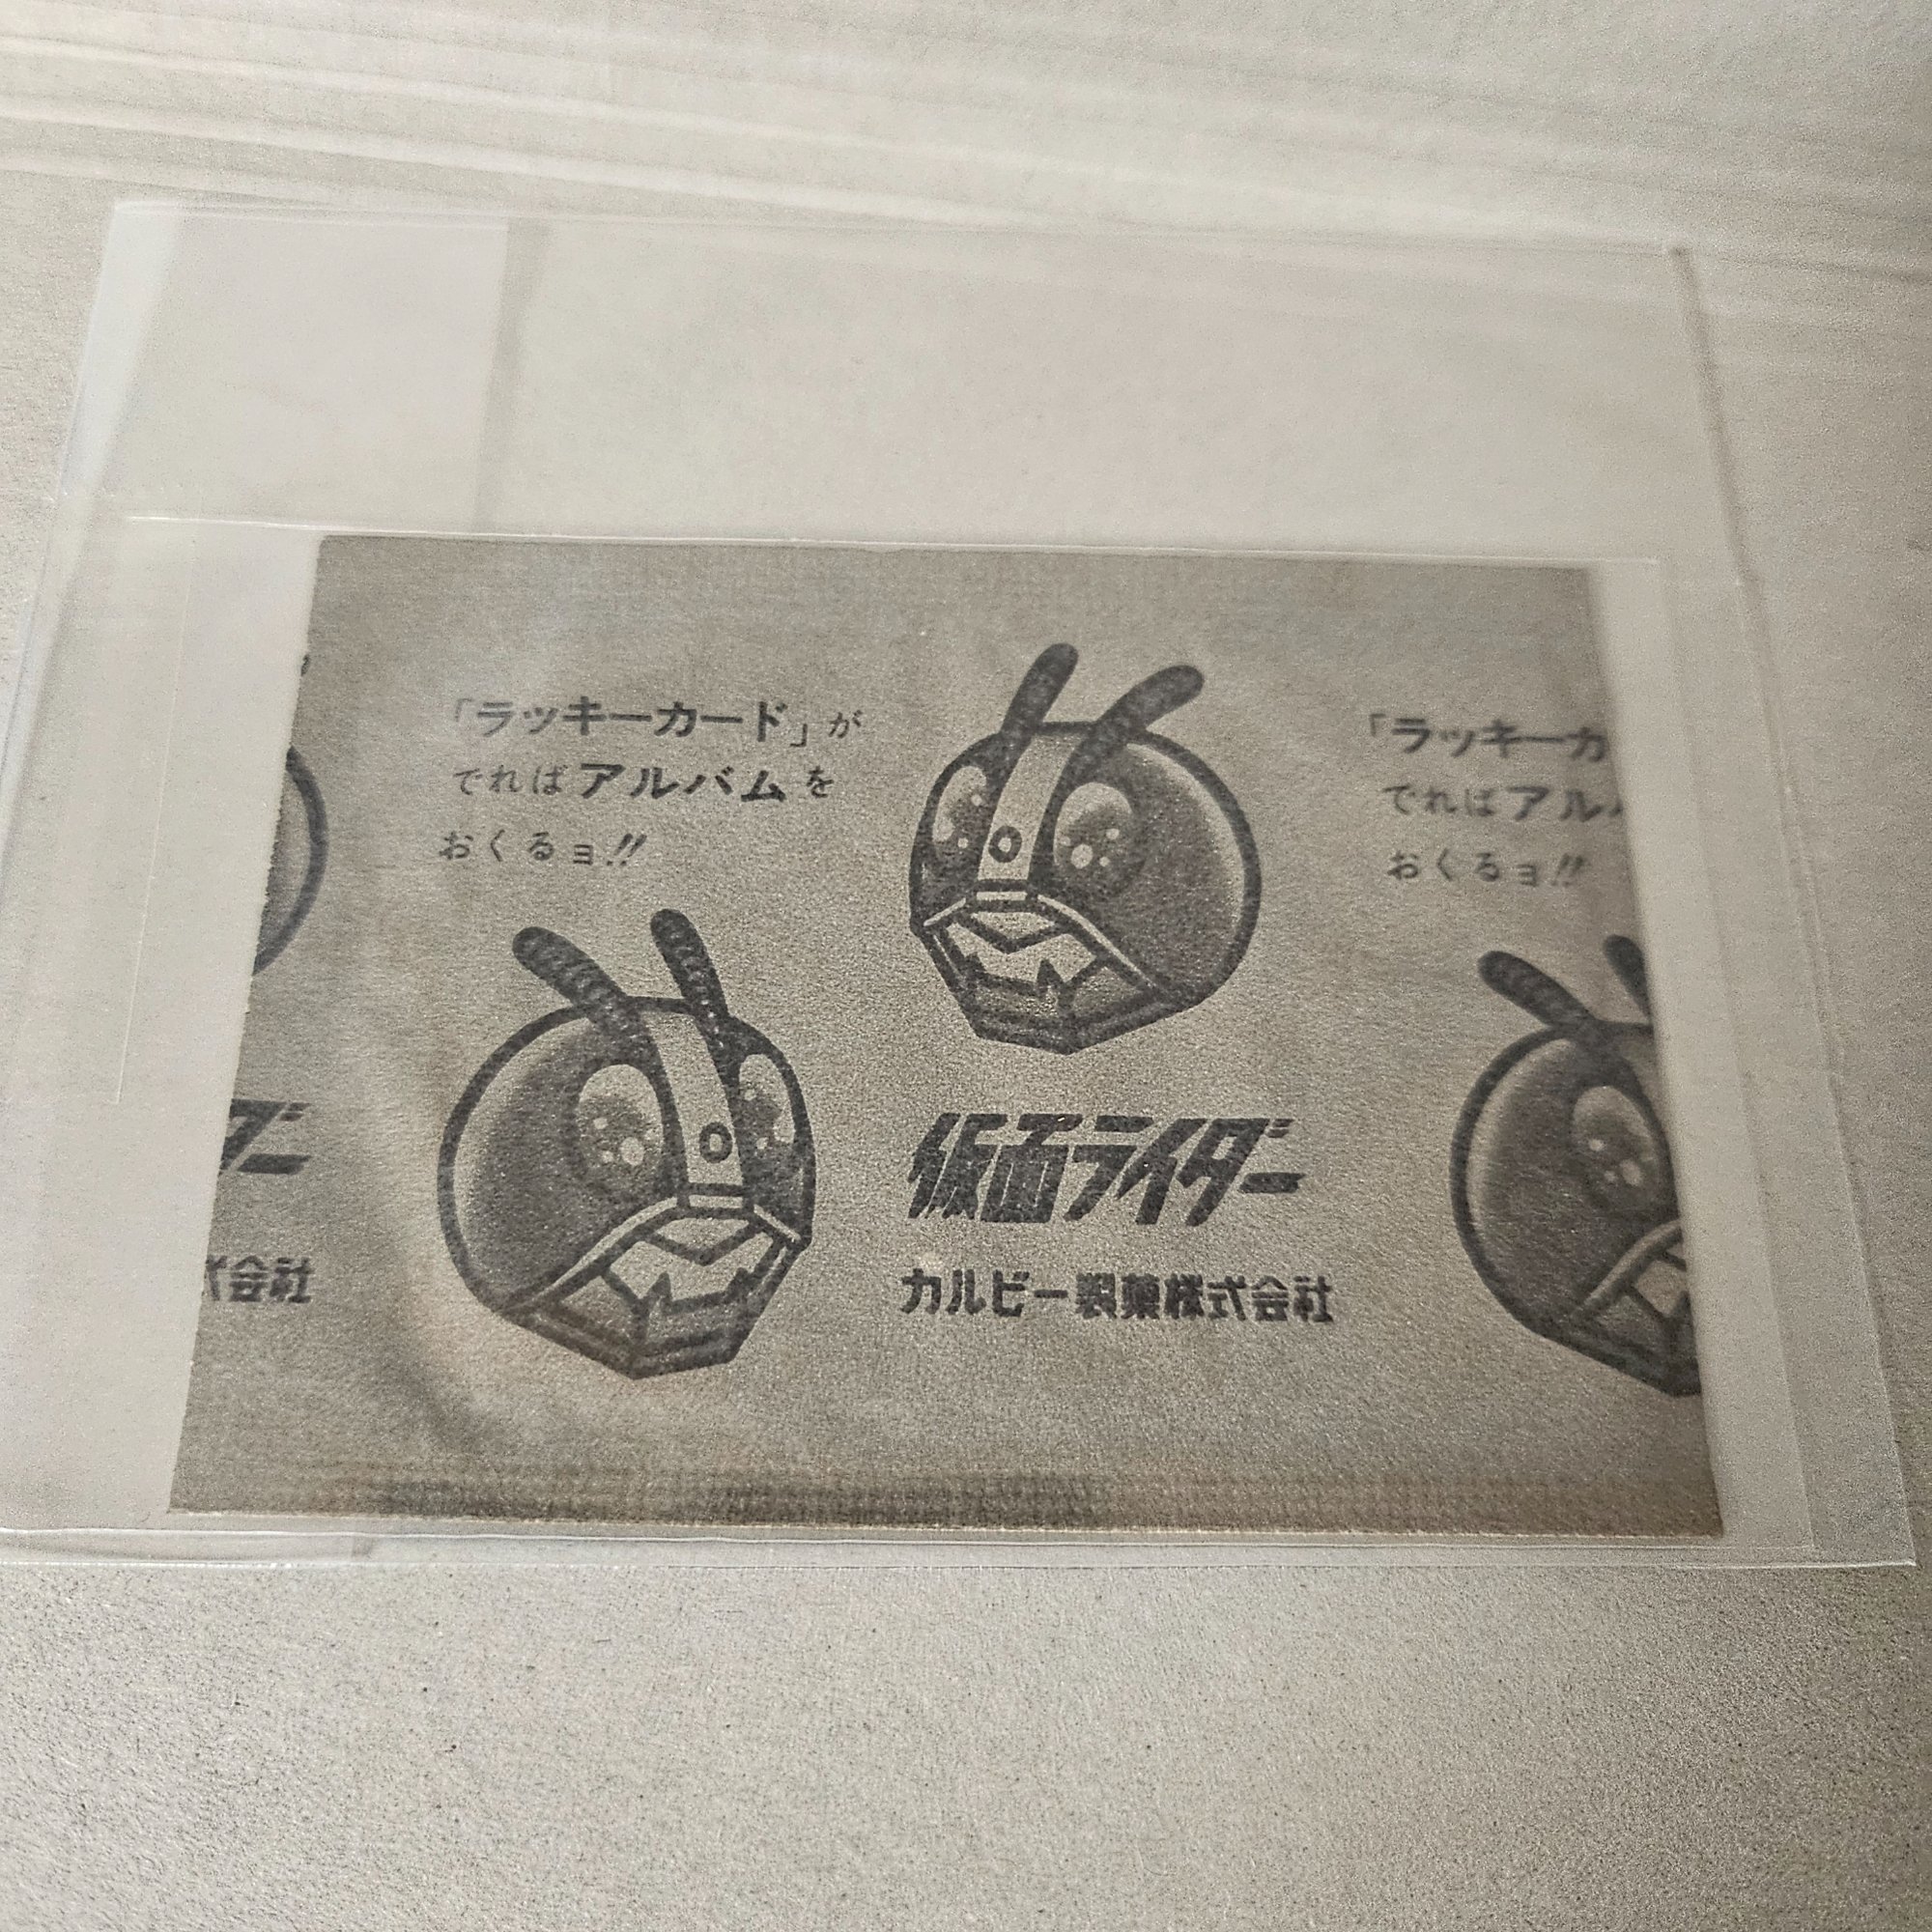 「ラッキーカード」が
でれば アルバム を
おくるョ!!
「ラッキーカ
でれば アル
おくるョ!!
仮面ライダー
カルビー製菓株式会社
ダー
式会社